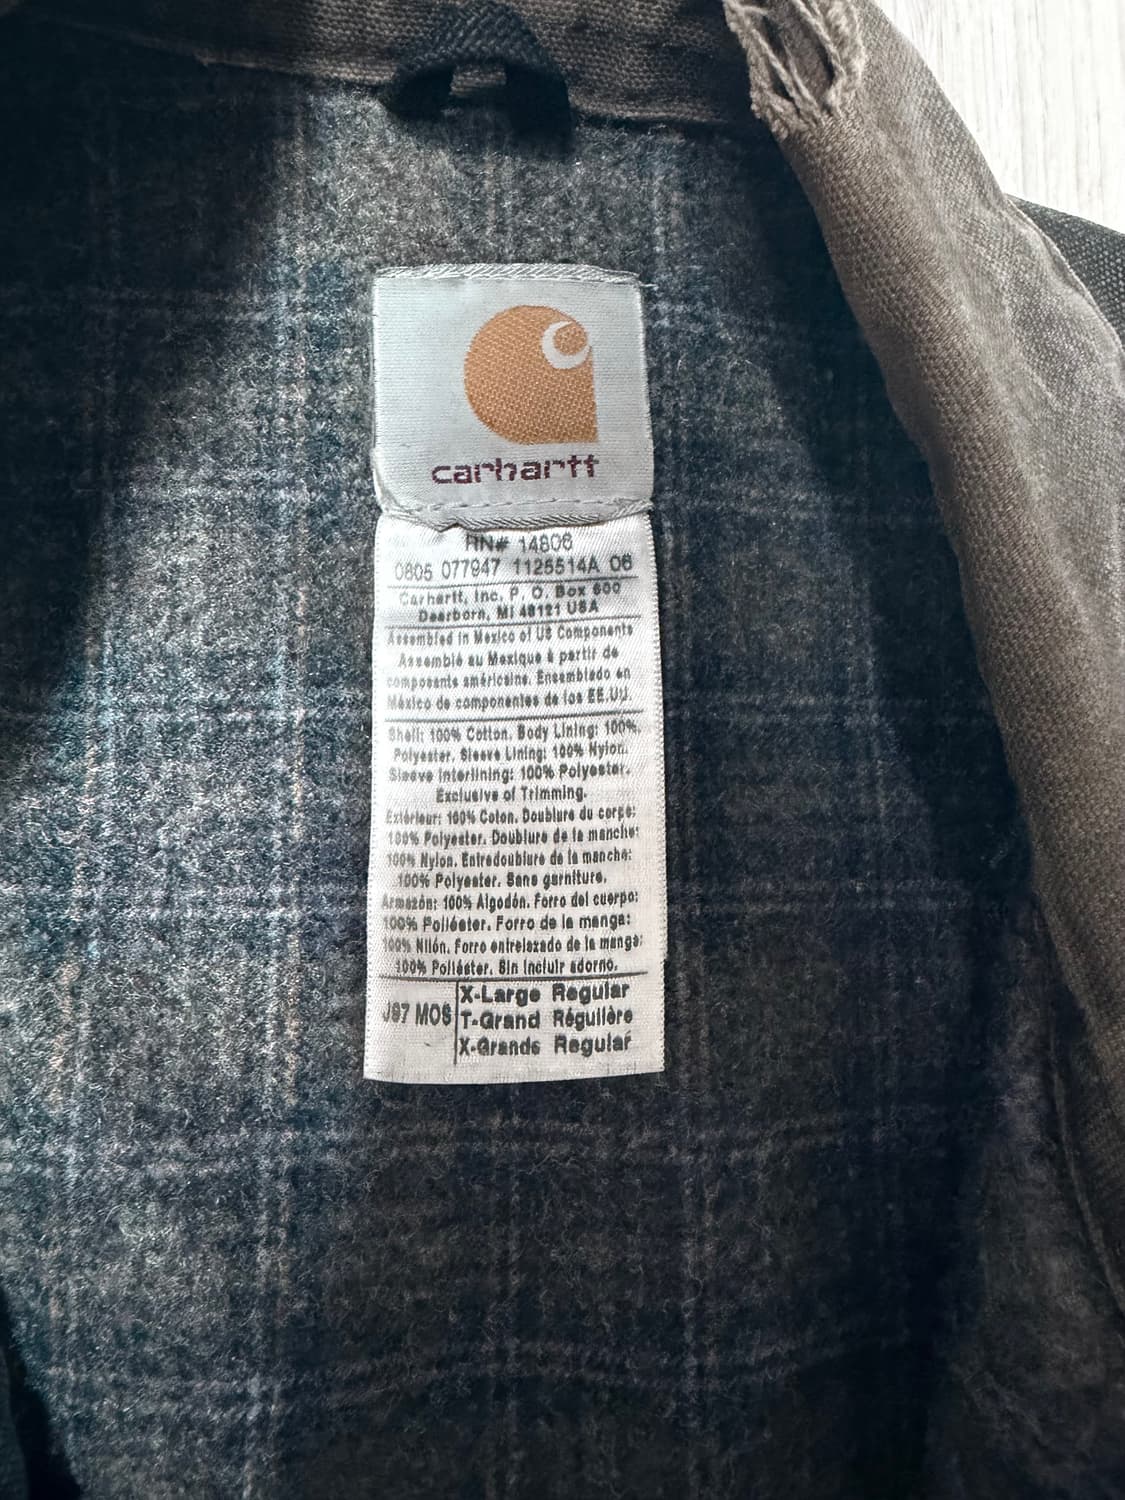 carhartt
RN# 14806
0805 077947 1125514A 06
Carhartt, Inc. P. O. Box 600
Dearborn, MI 48121 USA
Assembled in Mexico of US Components
Assemblé au Mexique à partir de
composants américains. Ensamblado en
México de componentes de los EE.UU.
Shell: 100% Cotton. Body Lining: 100%
Polyester. Sleeve Lining: 100% Nylon.
Sleeve Interlining: 100% Polyester.
Exclusive of Trimming.
Extérieur: 100% Coton. Doublure du corps:
100% Polyester. Doublure de la manche:
100% Nylon. Entredoublure de la manche:
100% Polyester. Sans garniture.
Armazón: 100% Algodón. Forro del cuerpo:
100% Poliéster. Forro de la manga:
100% Nilón. Forro entrelazado de la manga:
100% Poliéster. Sin incluir adorno.
J97 MOS
X-Large Regular
T-Grand Régulière
X-Grande Regular